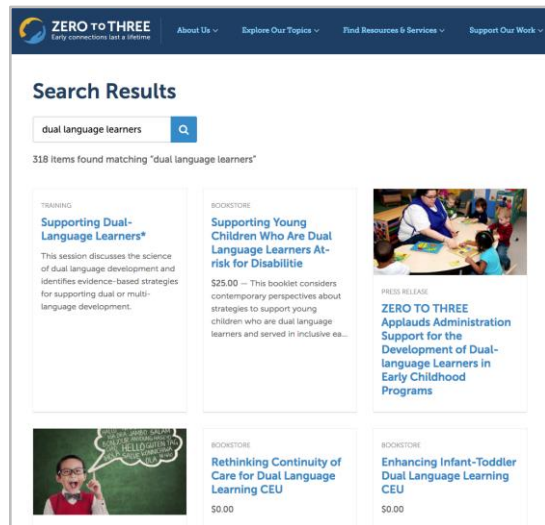 ZERO TO THREE
Early connections last a lifetime
About Us
Explore Our Topics
Find Resources & Services
Support Our Work
Search Results
dual language learners
318 items found matching "dual language learners"
TRAINING
Supporting Dual-
Language Learners*
This session discusses the science
of dual language development and
identifies evidence-based strategies
for supporting dual or multi-
language development.
BOOKSTORE
Supporting Young
Children Who Are Dual
Language Learners At-
risk for Disabilitie
$25.00 — This booklet considers
contemporary perspectives about
strategies to support young
children who are dual language
learners and served in inclusive ea...
PRESS RELEASE
ZERO TO THREE
Applauds Administration
Support for the
Development of Dual-
language Learners in
Early Childhood
Programs
HELLO
BOOKSTORE
Rethinking Continuity of
Care for Dual Language
Learning CEU
$0.00
BOOKSTORE
Enhancing Infant-Toddler
Dual Language Learning
CEU
$0.00